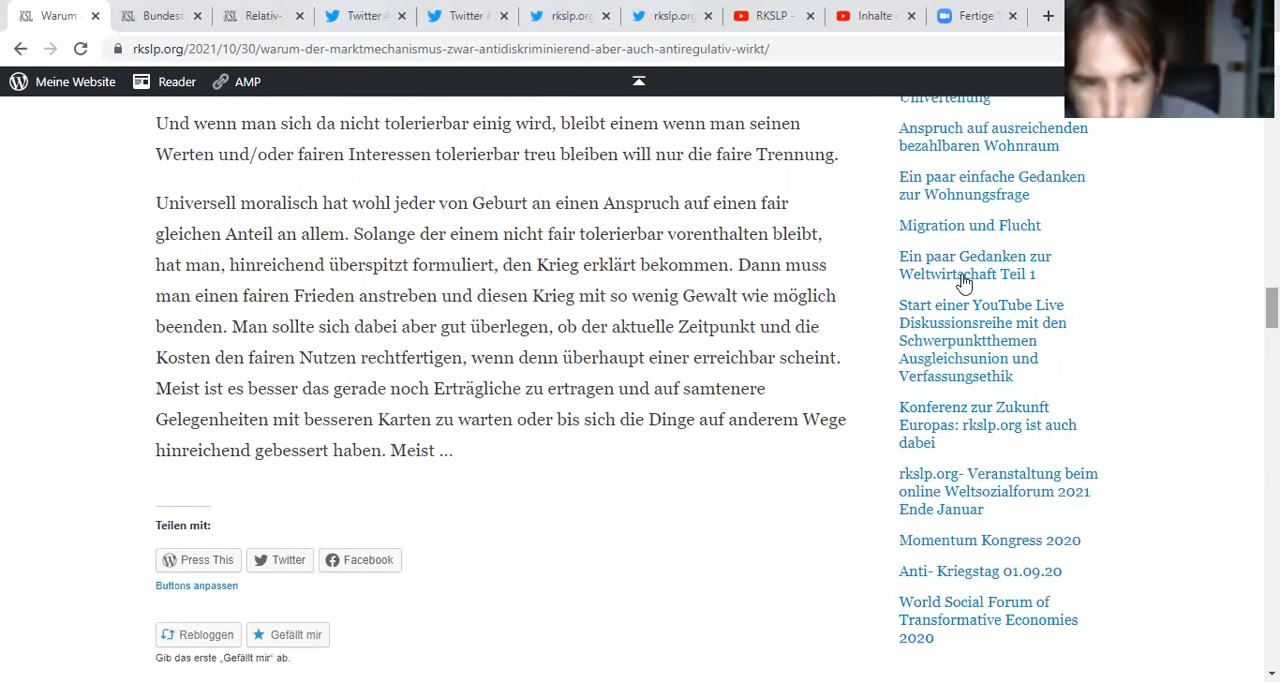 Warum
Bundest
Relativ-
Twitter A
Twitter A
rkslp.org
rkslp.org
RKSLP -
Inhalte d
Fertige
rkslp.org/2021/10/30/warum-der-marktmechanismus-zwar-antidiskriminierend-aber-auch-antiregulativ-wirkt/
Meine Website
Reader
AMP
Und wenn man sich da nicht tolerierbar einig wird, bleibt einem wenn man seinen
Werten und/oder fairen Interessen tolerierbar treu bleiben will nur die faire Trennung.
Universell moralisch hat wohl jeder von Geburt an einen Anspruch auf einen fair
gleichen Anteil an allem. Solange der einem nicht fair tolerierbar vorenthalten bleibt,
hat man, hinreichend überspitzt formuliert, den Krieg erklärt bekommen. Dann muss
man einen fairen Frieden anstreben und diesen Krieg mit so wenig Gewalt wie möglich
beenden. Man sollte sich dabei aber gut überlegen, ob der aktuelle Zeitpunkt und die
Kosten den fairen Nutzen rechtfertigen, wenn denn überhaupt einer erreichbar scheint.
Meist ist es besser das gerade noch Erträgliche zu ertragen und auf samtenere
Gelegenheiten mit besseren Karten zu warten oder bis sich die Dinge auf anderem Wege
hinreichend gebessert haben. Meist ...
Teilen mit:
Press This
Twitter
Facebook
Buttons anpassen
Rebloggen
Gefällt mir
Gib das erste „Gefällt mir“ ab.
Umverteilung
Anspruch auf ausreichenden
bezahlbaren Wohnraum
Ein paar einfache Gedanken
zur Wohnungsfrage
Migration und Flucht
Ein paar Gedanken zur
Weltwirtschaft Teil 1
Start einer YouTube Live
Diskussionsreihe mit den
Schwerpunktthemen
Ausgleichsunion und
Verfassungsethik
Konferenz zur Zukunft
Europas: rkslp.org ist auch
dabei
rkslp.org- Veranstaltung beim
online Weltsozialforum 2021
Ende Januar
Momentum Kongress 2020
Anti- Kriegstag 01.09.20
World Social Forum of
Transformative Economies
2020